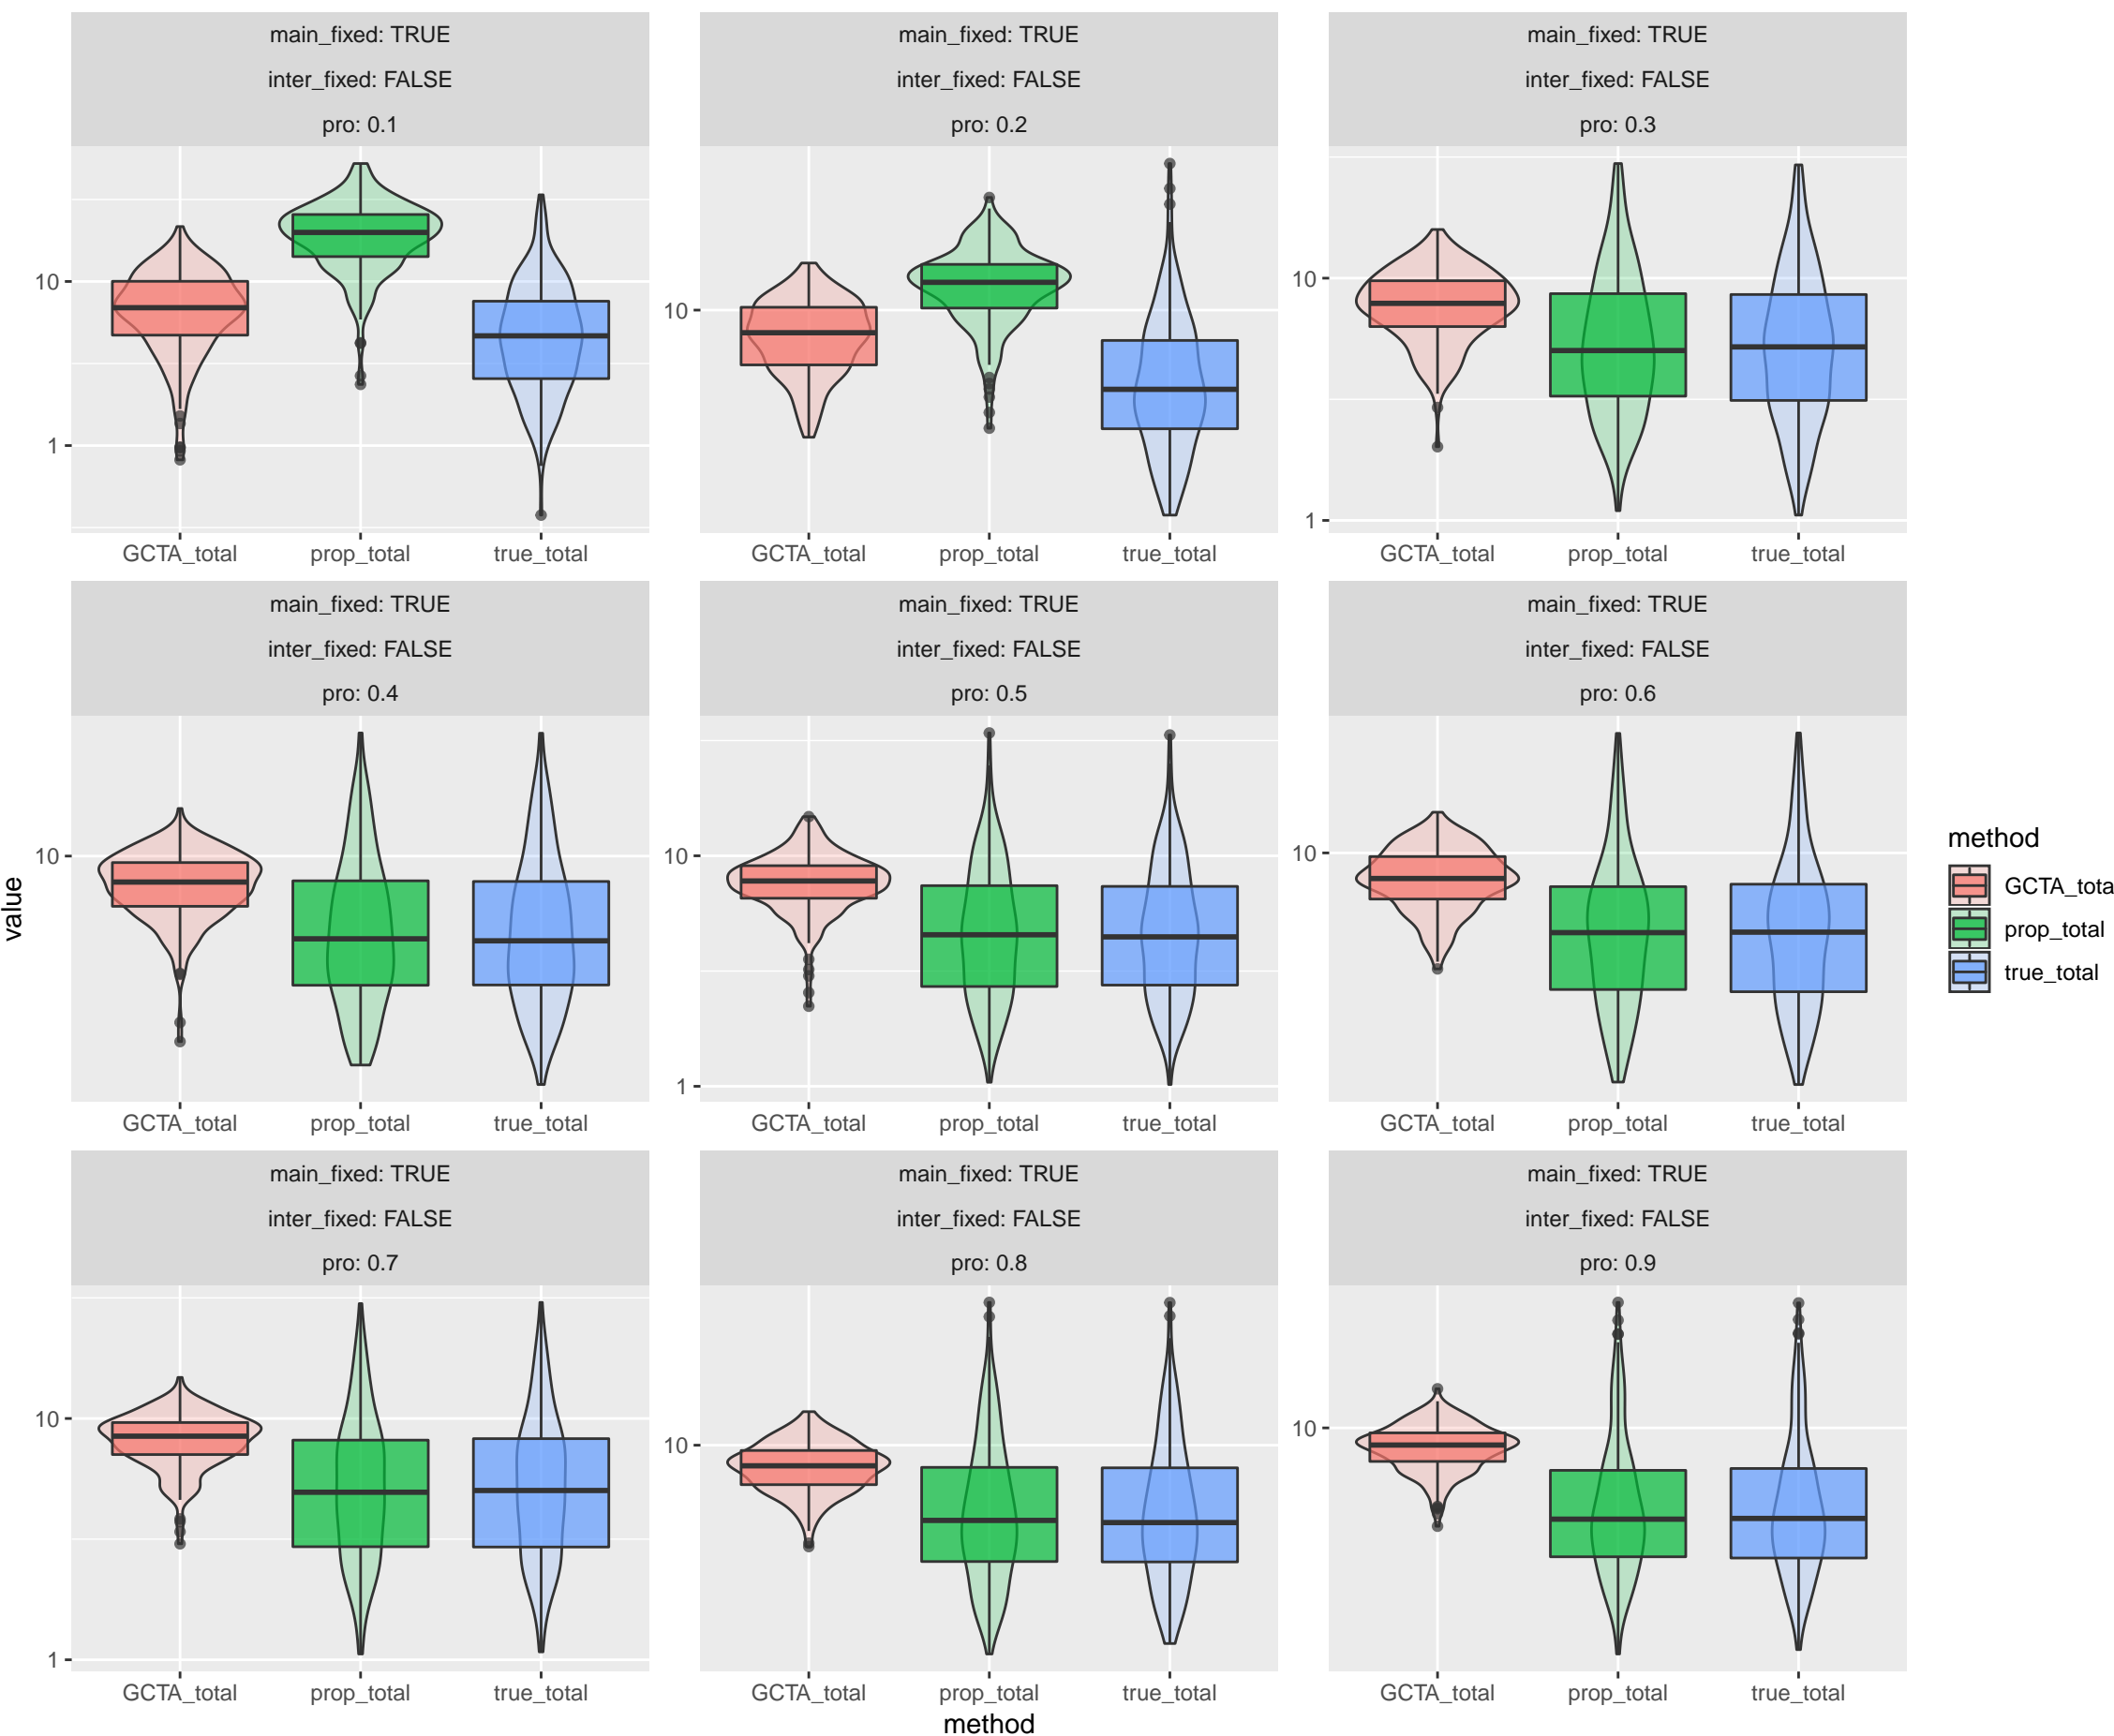 main_fixed: TRUE
main_fixed: TRUE
main_fixed: TRUE
inter_fixed: FALSE
inter_fixed: FALSE
inter_fixed: FALSE
pro: 0.1
pro: 0.2
pro: 0.3
10
1
10
10
1
GCTA_total
prop_total
true_total
GCTA_total
prop_total
true_total
GCTA_total
prop_total
true_total
main_fixed: TRUE
main_fixed: TRUE
main_fixed: TRUE
inter_fixed: FALSE
inter_fixed: FALSE
inter_fixed: FALSE
pro: 0.4
pro: 0.5
pro: 0.6
value
10
10
1
10
GCTA_total
prop_total
true_total
GCTA_total
prop_total
true_total
GCTA_total
prop_total
true_total
method
GCTA_tota
prop_total
true_total
main_fixed: TRUE
main_fixed: TRUE
main_fixed: TRUE
inter_fixed: FALSE
inter_fixed: FALSE
inter_fixed: FALSE
pro: 0.7
pro: 0.8
pro: 0.9
10
1
10
10
GCTA_total
prop_total
true_total
GCTA_total
prop_total
true_total
GCTA_total
prop_total
true_total
method